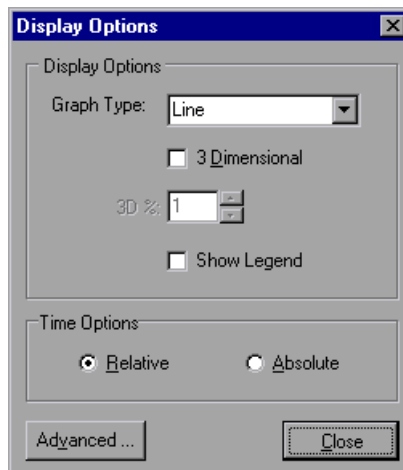 Display Options
Display Options
Graph Type: Line
3 Dimensional
3D %: 1
Show Legend
Time Options
Relative Absolute
Advanced ... Close